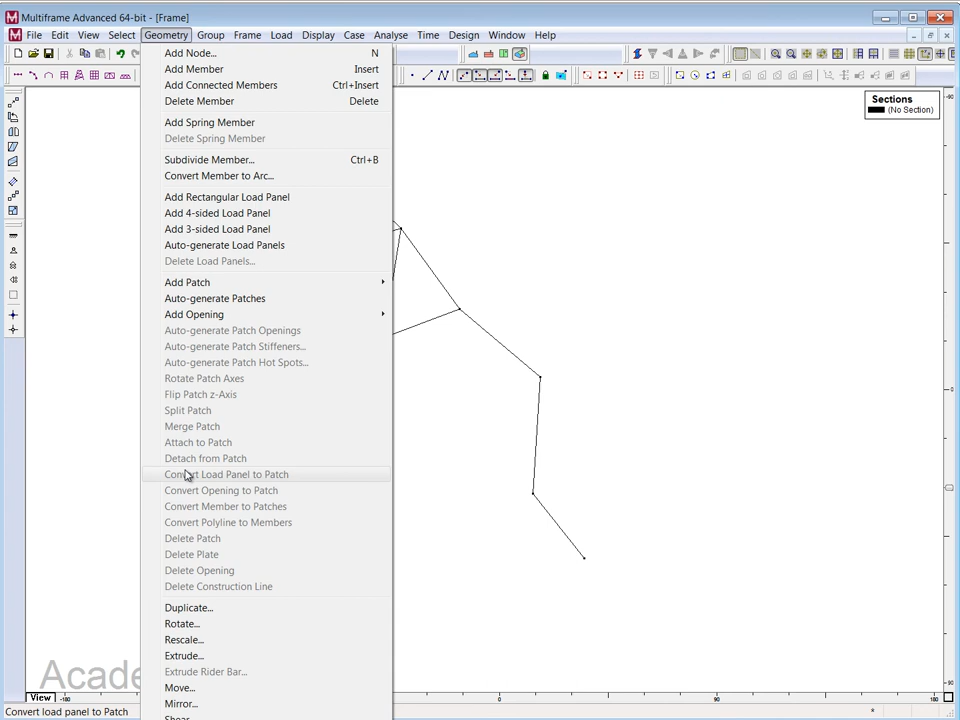 Multiframe Advanced 64-bit - [Frame]
File Edit View Select Geometry Group Frame Load Display Case Analyse Time Design Window Help
Add Node... N
Add Member Insert
Add Connected Members Ctrl+Insert
Delete Member Delete
Add Spring Member
Delete Spring Member
Subdivide Member... Ctrl+B
Convert Member to Arc...
Add Rectangular Load Panel
Add 4-sided Load Panel
Add 3-sided Load Panel
Auto-generate Load Panels
Delete Load Panels...
Add Patch
Auto-generate Patches
Add Opening
Auto-generate Patch Openings
Auto-generate Patch Stiffeners...
Auto-generate Patch Hot Spots...
Rotate Patch Axes
Flip Patch z-Axis
Split Patch
Merge Patch
Attach to Patch
Detach from Patch
Convert Load Panel to Patch
Convert Opening to Patch
Convert Member to Patches
Convert Polyline to Members
Delete Patch
Delete Plate
Delete Opening
Delete Construction Line
Duplicate...
Rotate...
Rescale...
Extrude...
Extrude Rider Bar...
Move...
Mirror...
Shear...
Sections
(No Section)
Acade
View -180 0 90 180
Convert load panel to Patch